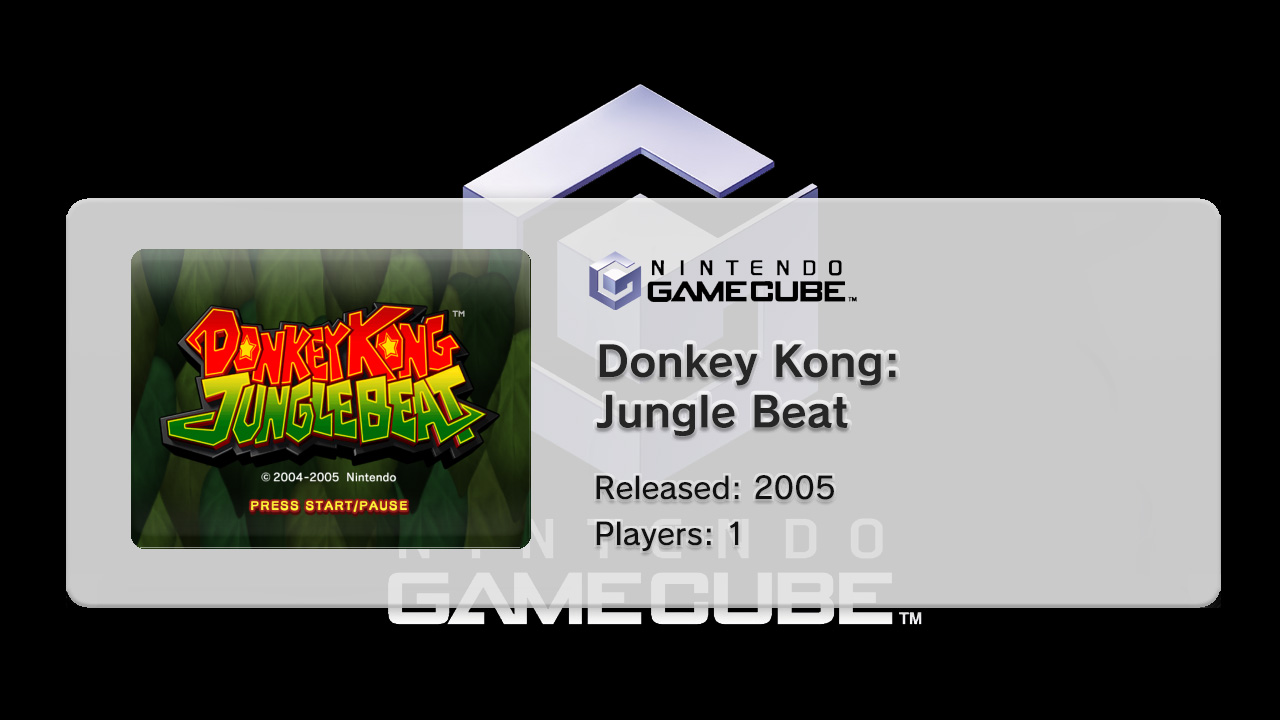 DONKEY KONG™
JUNGLE BEAT
© 2004-2005 Nintendo
PRESS START/PAUSE
NINTENDO
GAMECUBE™
Donkey Kong:
Jungle Beat
Released: 2005
Players: 1
NINTENDO
GAMECUBE™